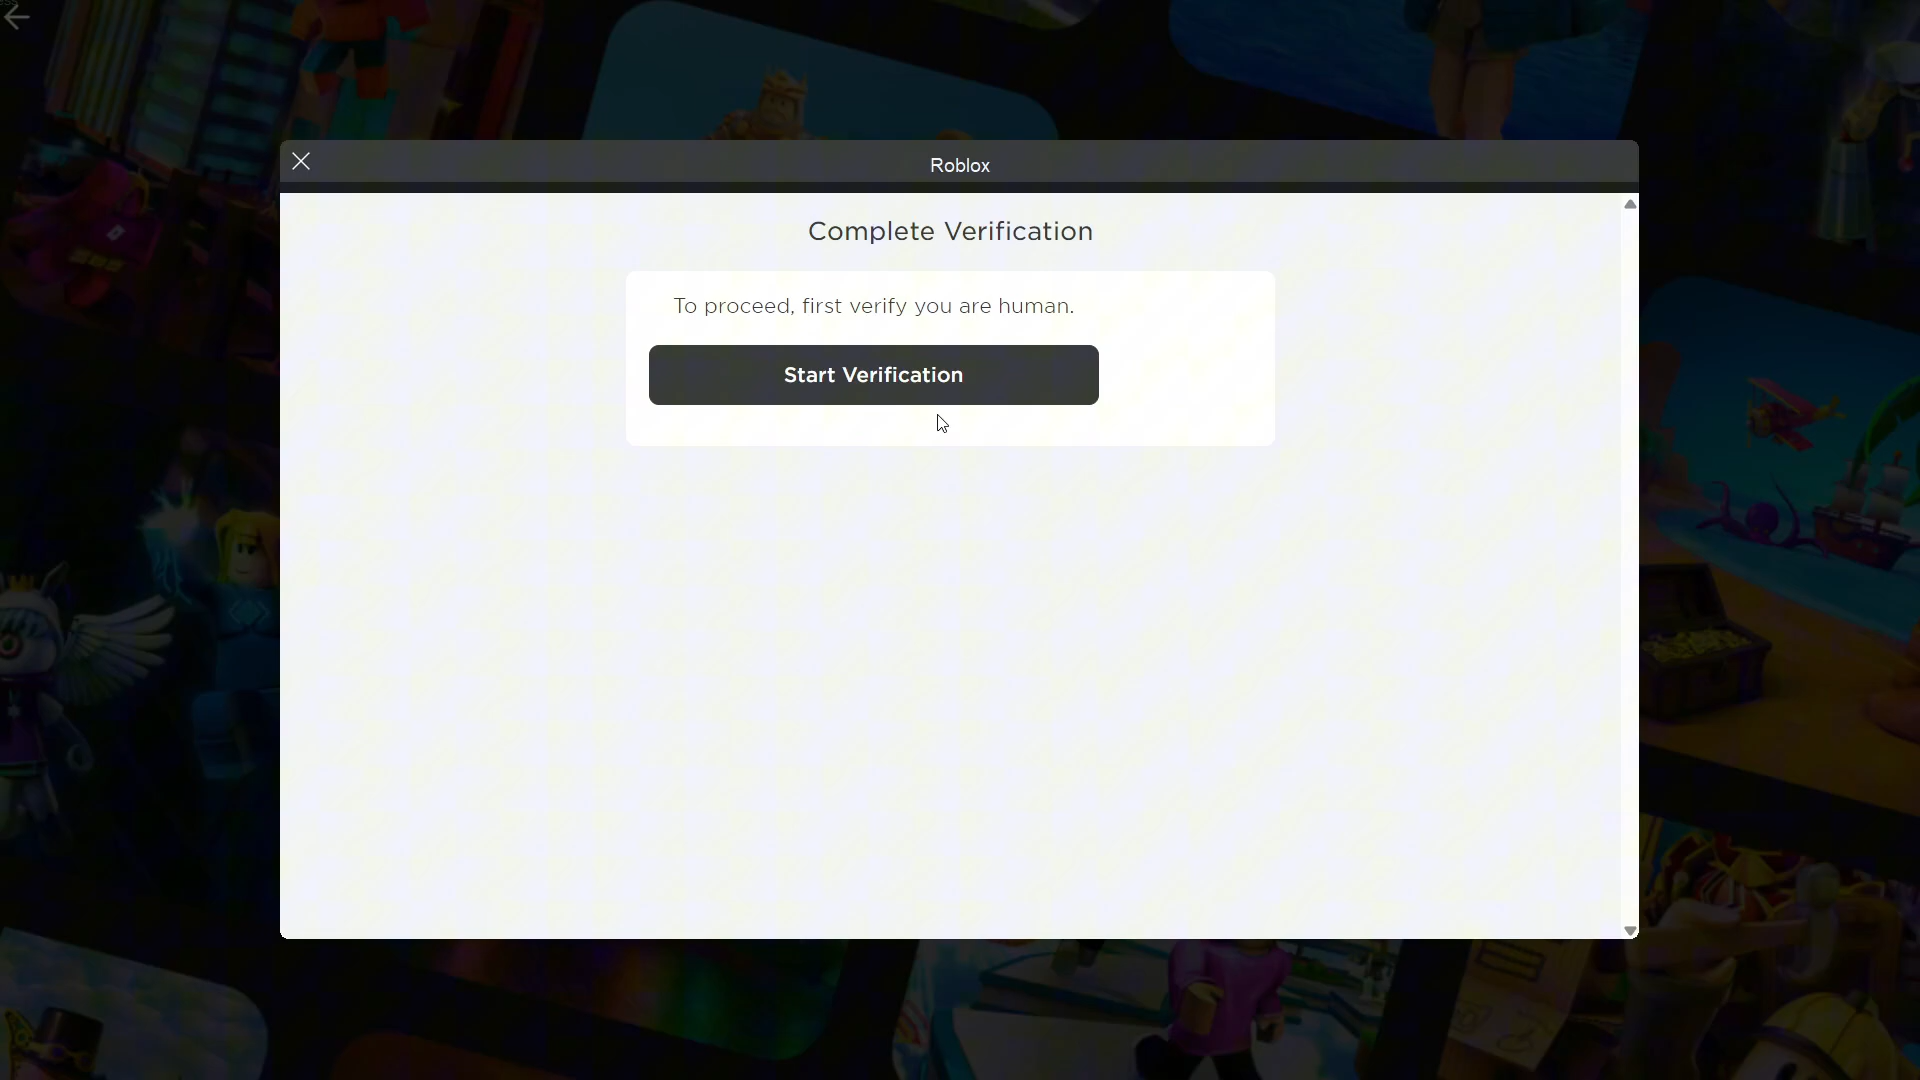 Roblox
Complete Verification
To proceed, first verify you are human.
Start Verification